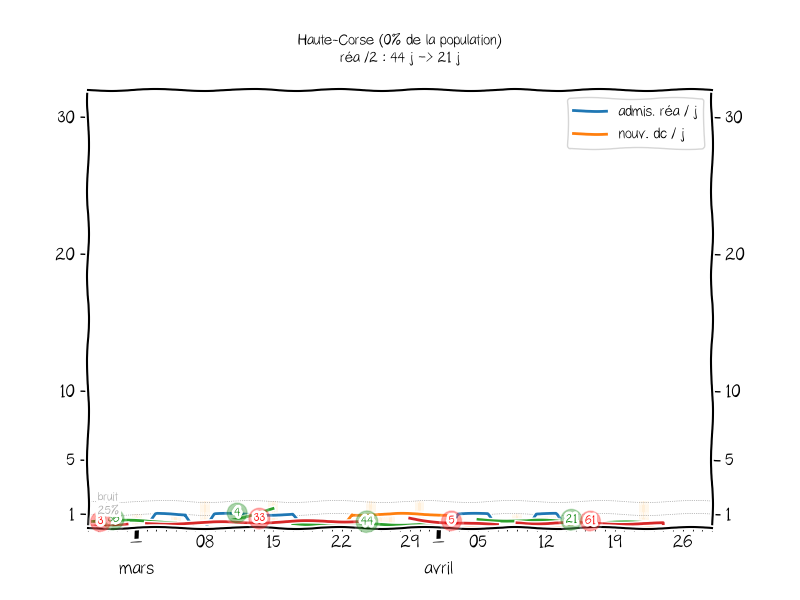 Haute-Corse (0% de la population)
réa /2 : 44 j -> 21 j
admis. réa / j
nouv. dc / j
30 30
20 20
10 10
5 5
bruit
25%
1 1
3 4 33 44 5 21 61
08 15 22 29 05 12 19 26
mars avril